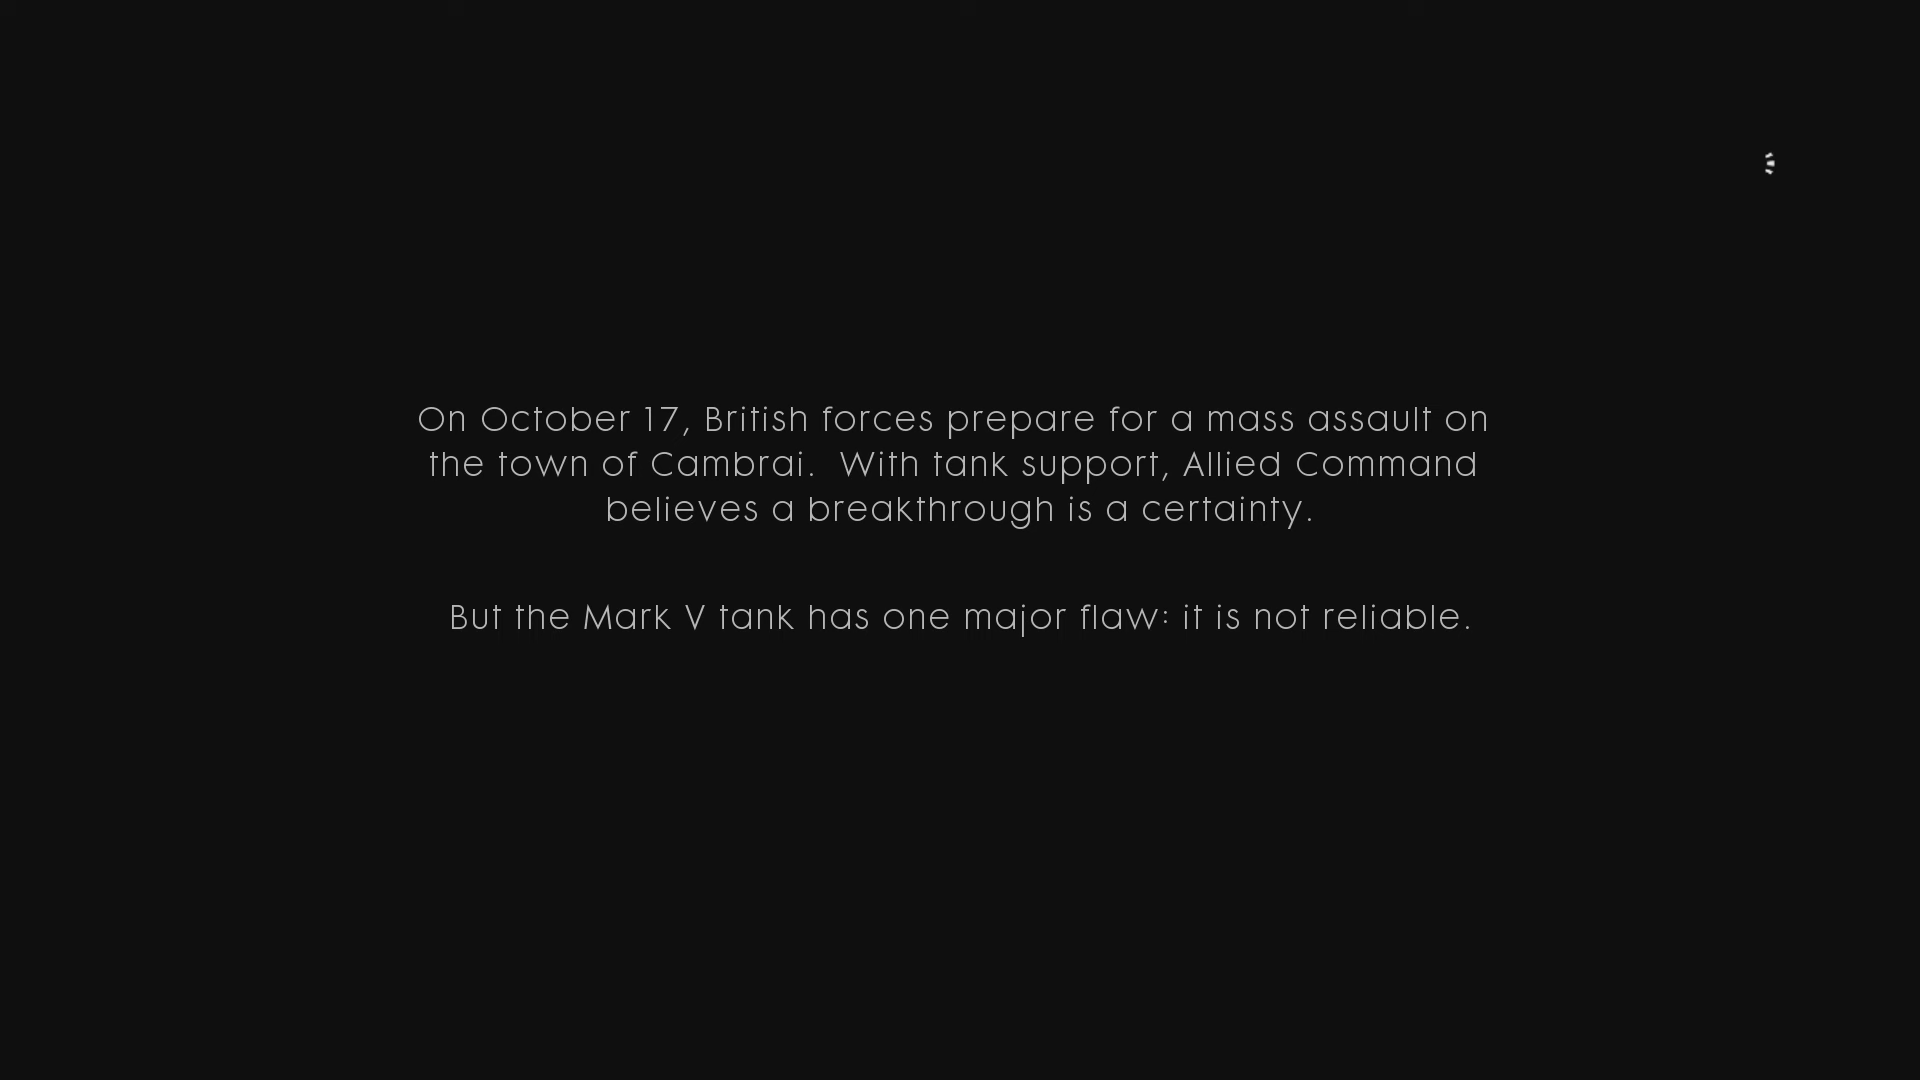 On October 17, British forces prepare for a mass assault on
the town of Cambrai.  With tank support, Allied Command
believes a breakthrough is a certainty.
But the Mark V tank has one major flaw: it is not reliable.